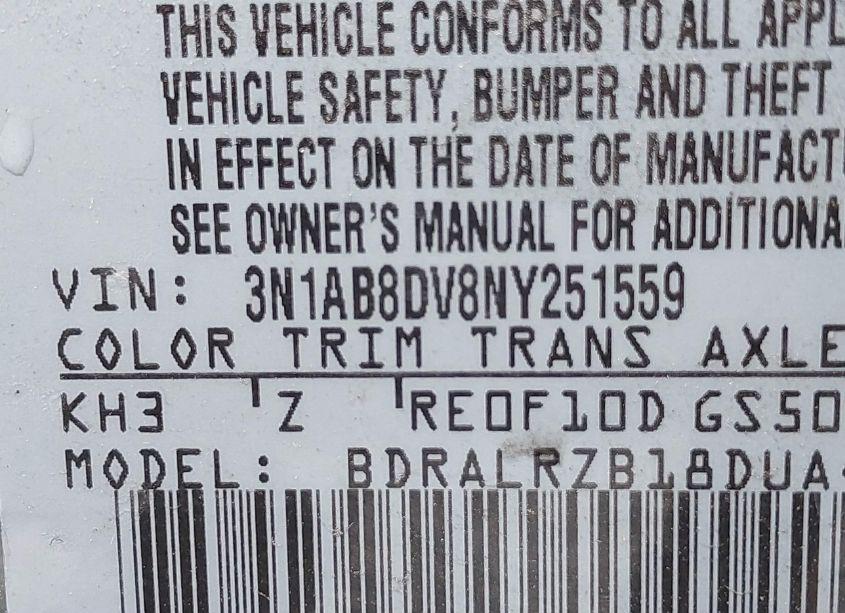 THIS VEHICLE CONFORMS TO ALL APPL
VEHICLE SAFETY, BUMPER AND THEFT
IN EFFECT ON THE DATE OF MANUFACT
SEE OWNER'S MANUAL FOR ADDITIONA
VIN: 3N1AB8DV8NY251559
COLOR TRIM TRANS AXLE
KH3 Z RE0F10D GS50
MODEL: BDRALRZB18DUA-